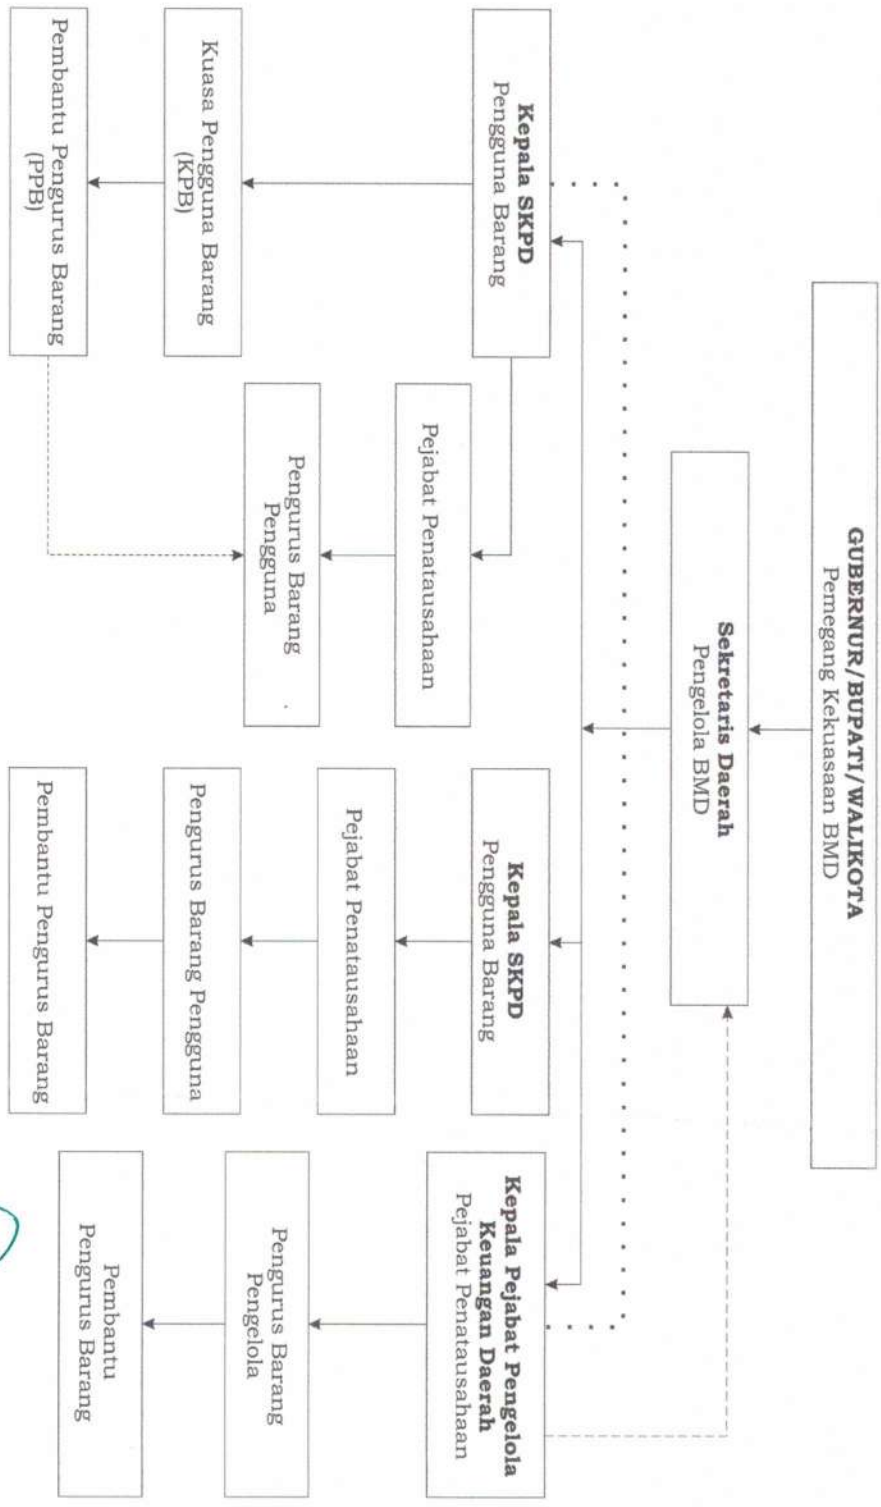 GUBERNUR/BUPATI/WALIKOTA
Pemegang Kekuasaan BMD
Sekretaris Daerah
Pengelola BMD
Kepala SKPD
Pengguna Barang
Kuasa Pengguna Barang
(KPB)
Pembantu Pengurus Barang
(PPB)
Pejabat Penatausahaan
Pengurus Barang
Pengguna
Kepala SKPD
Pengguna Barang
Pejabat Penatausahaan
Pengurus Barang Pengguna
Pembantu Pengurus Barang
Kepala Pejabat Pengelola
Keuangan Daerah
Pejabat Penatausahaan
Pengurus Barang
Pengelola
Pembantu
Pengurus Barang